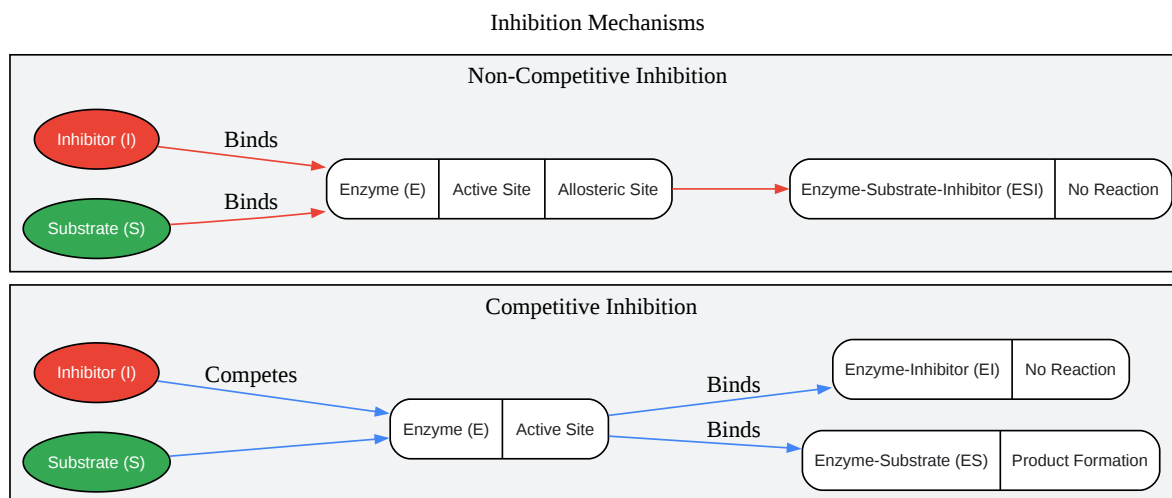 Inhibition Mechanisms
Non-Competitive Inhibition
Inhibitor (I)
Binds
Enzyme (E) Active Site Allosteric Site
Enzyme-Substrate-Inhibitor (ESI) No Reaction
Binds
Substrate (S)
Competitive Inhibition
Inhibitor (I)
Competes
Enzyme (E) Active Site
Binds
Enzyme-Inhibitor (EI) No Reaction
Binds
Substrate (S)
Enzyme-Substrate (ES) Product Formation